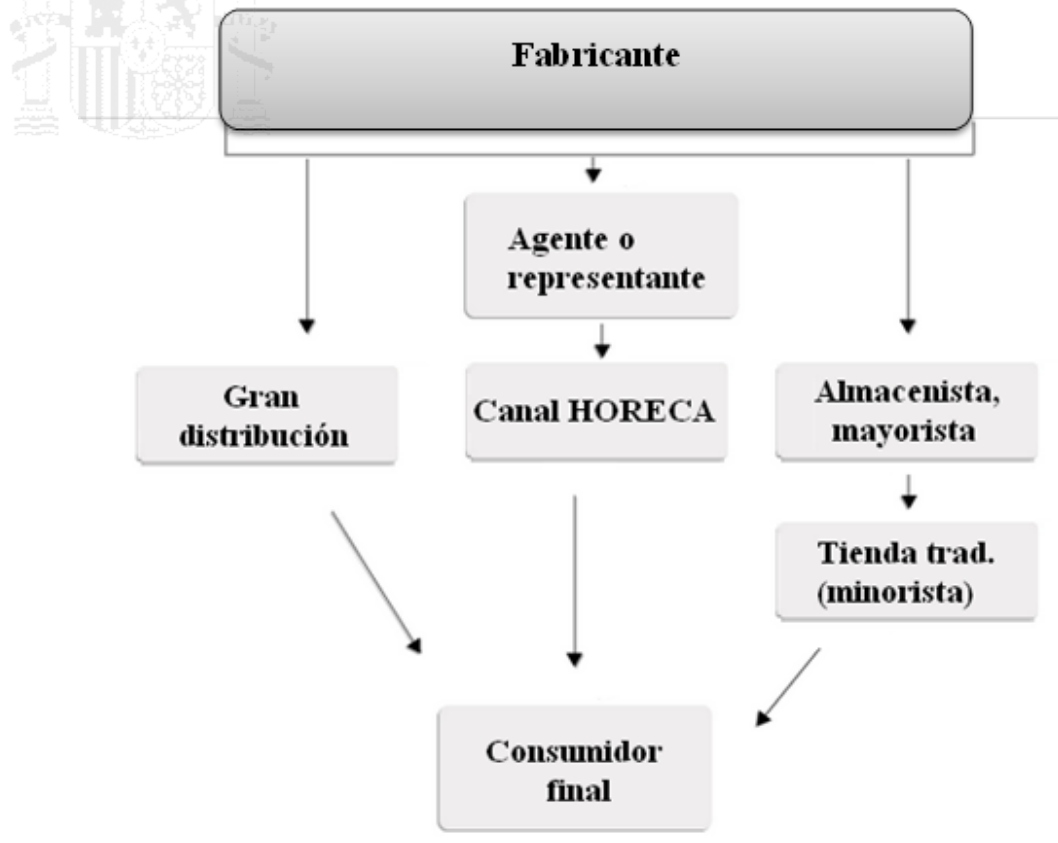 Fabricante
Agente o
representante
Gran
distribución
Canal HORECA
Almacenista,
mayorista
Tienda trad.
(minorista)
Consumidor
final